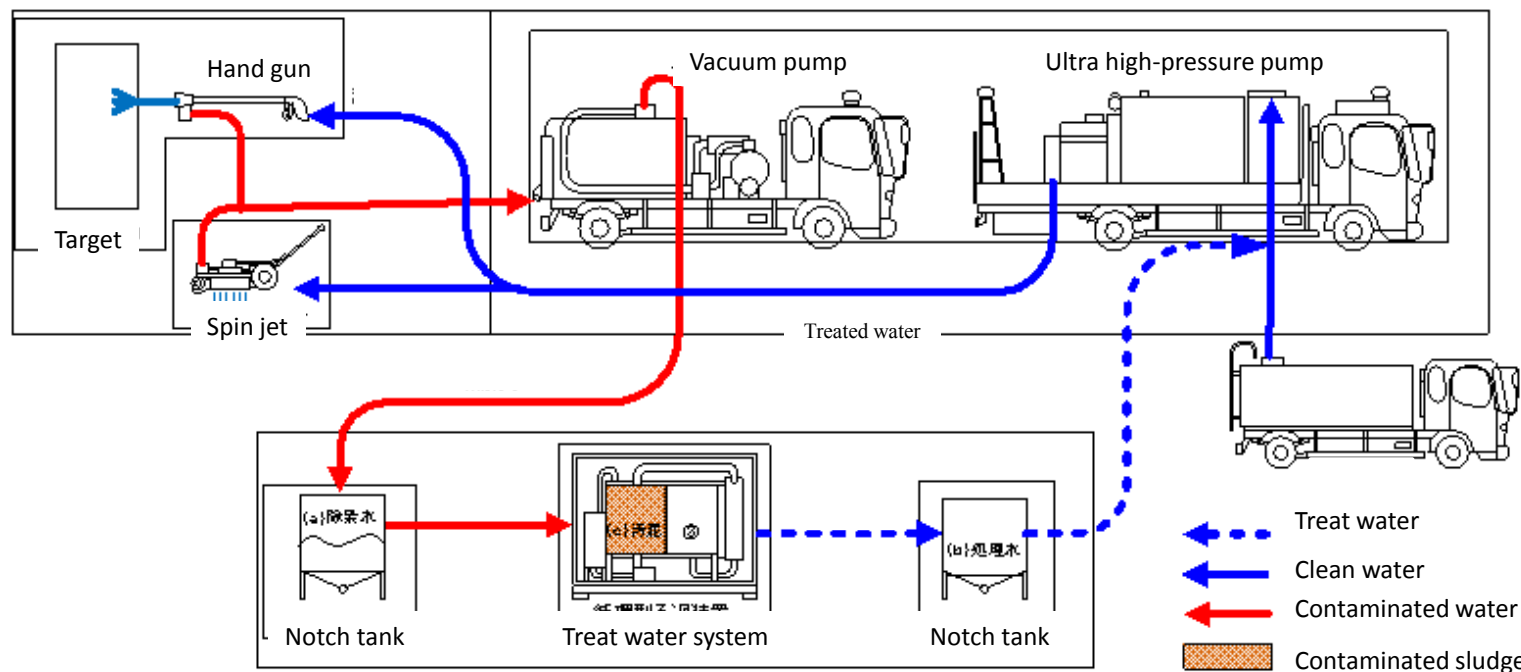 Hand gun
Vacuum pump
Ultra high-pressure pump
Target
Spin jet
Treated water
(a)除染水
(c)汚泥
②
(b)処理水
Notch tank
Treat water system
Notch tank
Treat water
Clean water
Contaminated water
Contaminated sludge